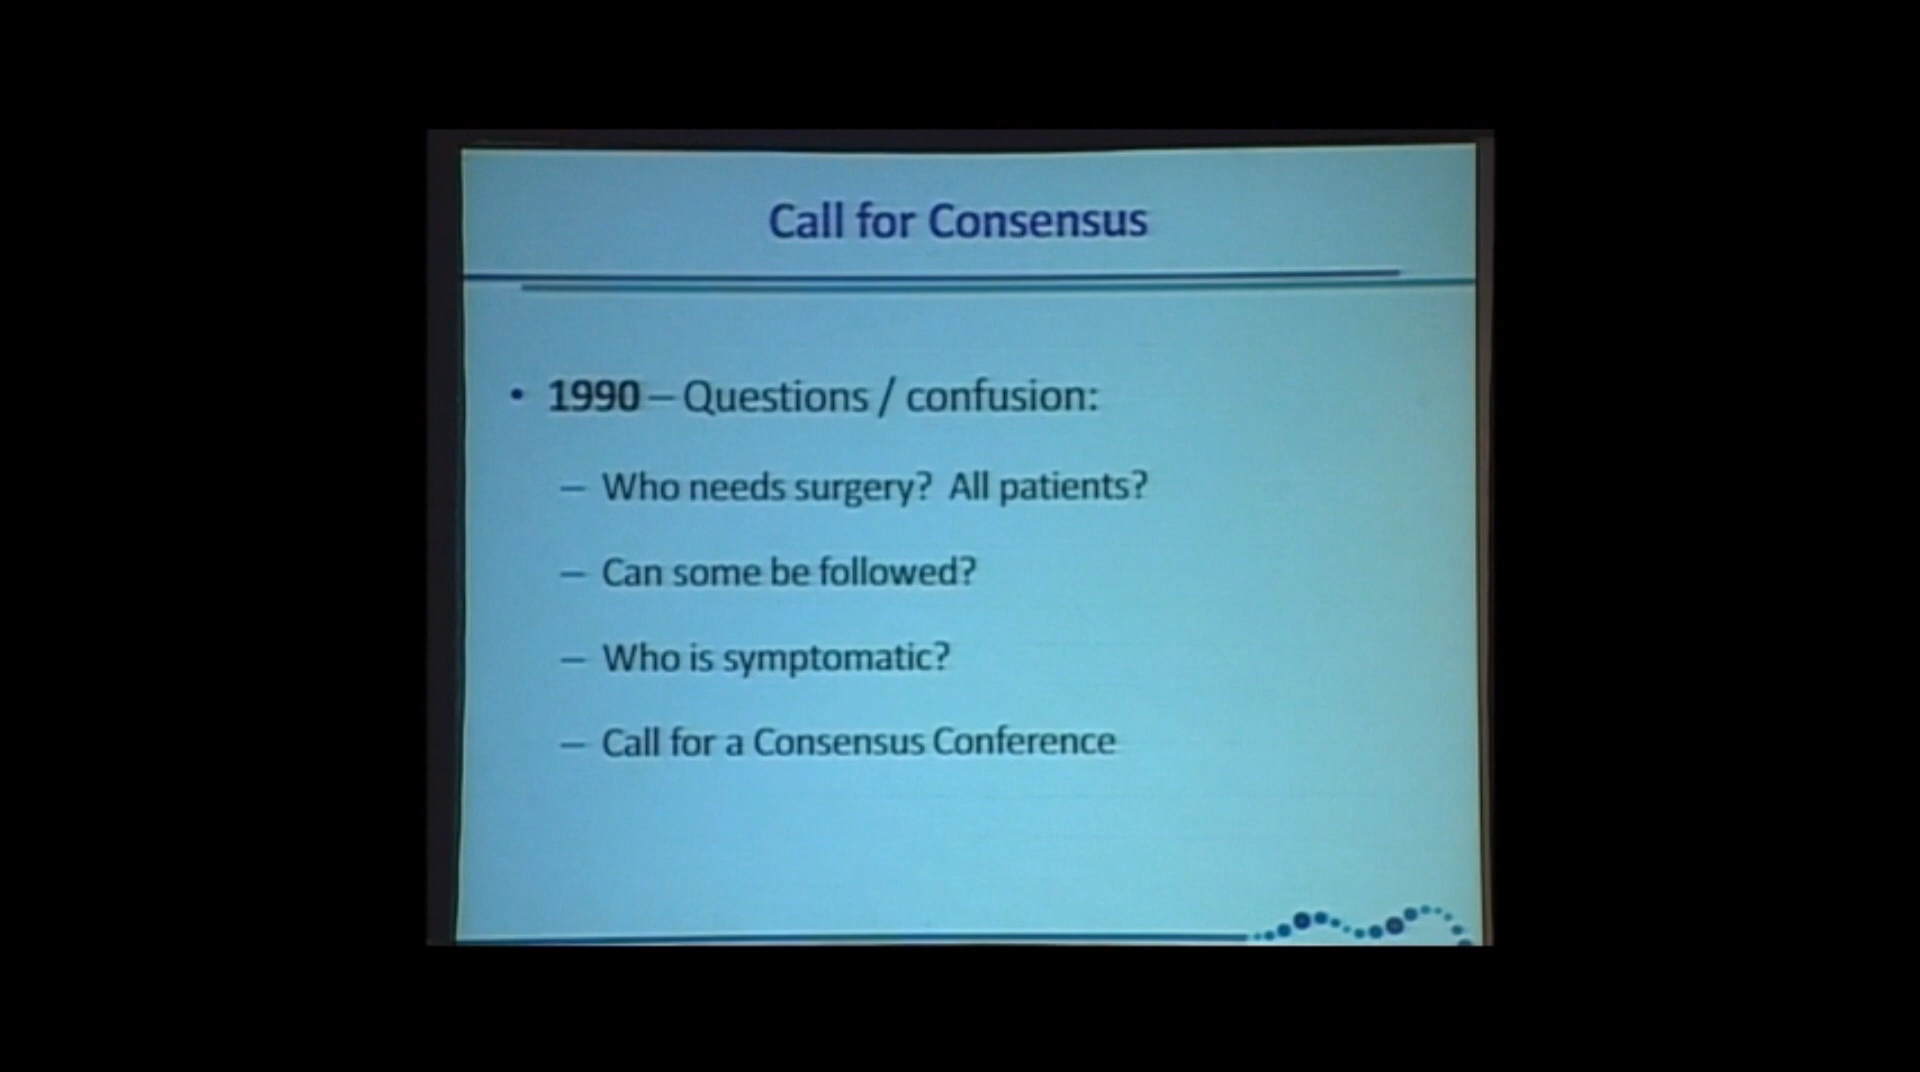 Call for Consensus
• 1990 – Questions / confusion:
– Who needs surgery?  All patients?
– Can some be followed?
– Who is symptomatic?
– Call for a Consensus Conference